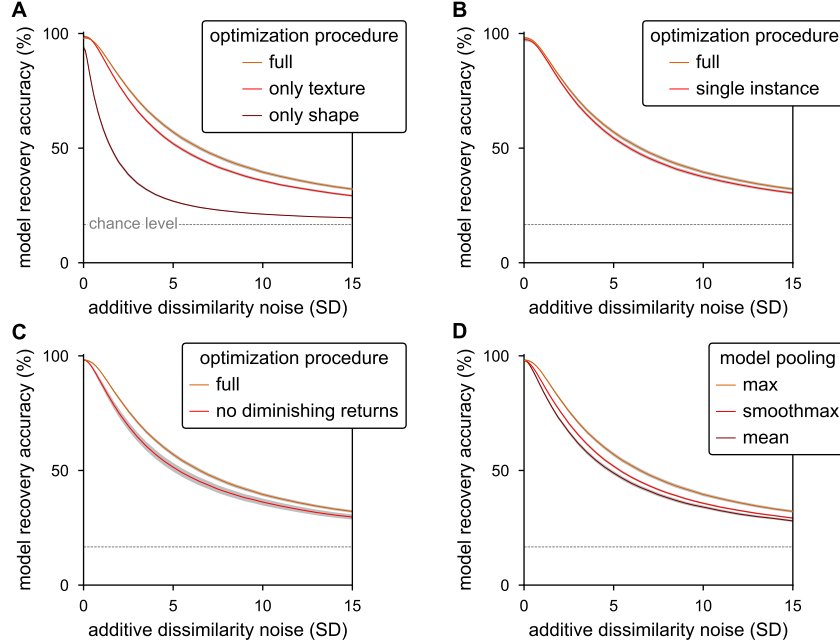 A
model recovery accuracy (%)
100
50
0
optimization procedure
full
only texture
only shape
chance level
0
5
10
15
additive dissimilarity noise (SD)
B
model recovery accuracy (%)
100
50
0
optimization procedure
full
single instance
0
5
10
15
additive dissimilarity noise (SD)
C
model recovery accuracy (%)
100
50
0
optimization procedure
full
no diminishing returns
0
5
10
15
additive dissimilarity noise (SD)
D
model recovery accuracy (%)
100
50
0
model pooling
max
smoothmax
mean
0
5
10
15
additive dissimilarity noise (SD)